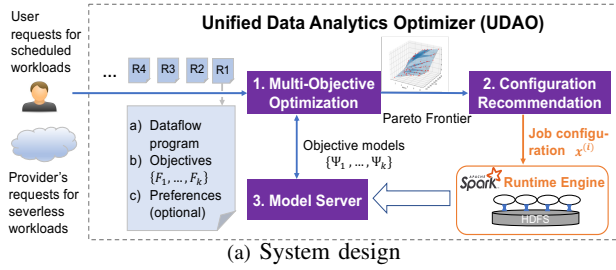 Unified Data Analytics Optimizer (UDAO)
User
requests for
scheduled
workloads
... R4 R3 R2 R1
1. Multi-Objective
Optimization
2. Configuration
Recommendation
Pareto Frontier
a) Dataflow
program
b) Objectives
{F₁, ..., Fₖ}
c) Preferences
(optional)
Objective models
{Ψ₁, ..., Ψₖ}
Job configu-
ration x⁽ⁱ⁾
Provider's
requests for
severless
workloads
3. Model Server
APACHE
Spark Runtime Engine
HDFS
(a) System design